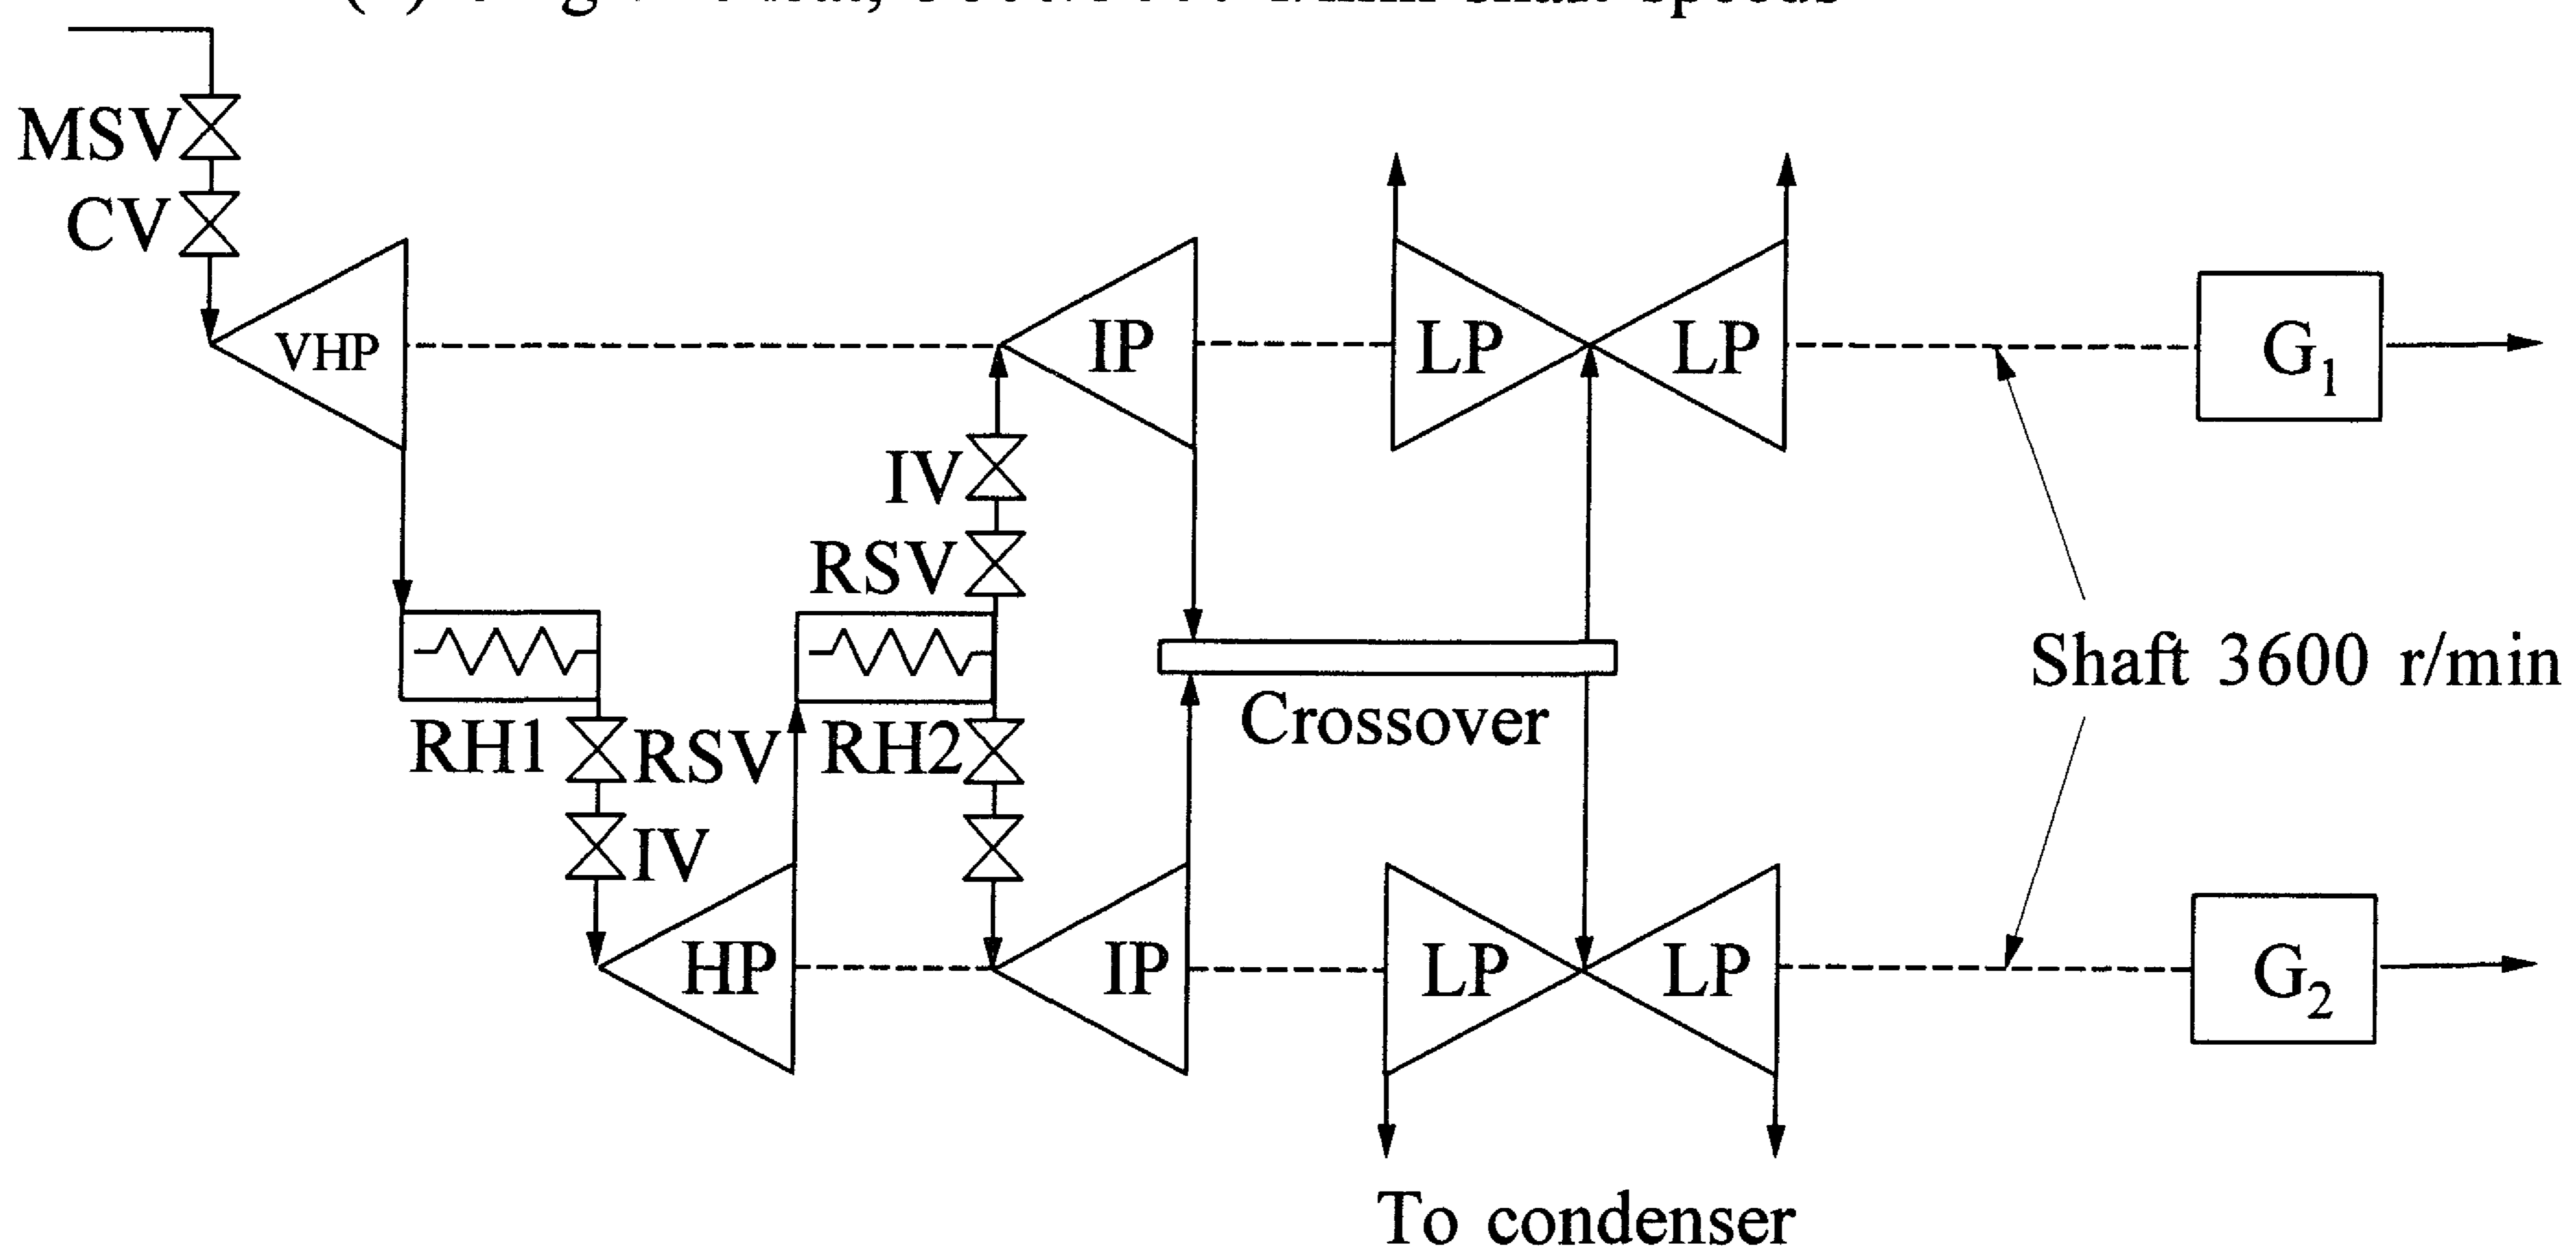 MSV
CV
VHP
IP
LP
LP
G1
IV
RSV
RH1
RSV
IV
RH2
Crossover
Shaft 3600 r/min
HP
IP
LP
LP
G2
To condenser